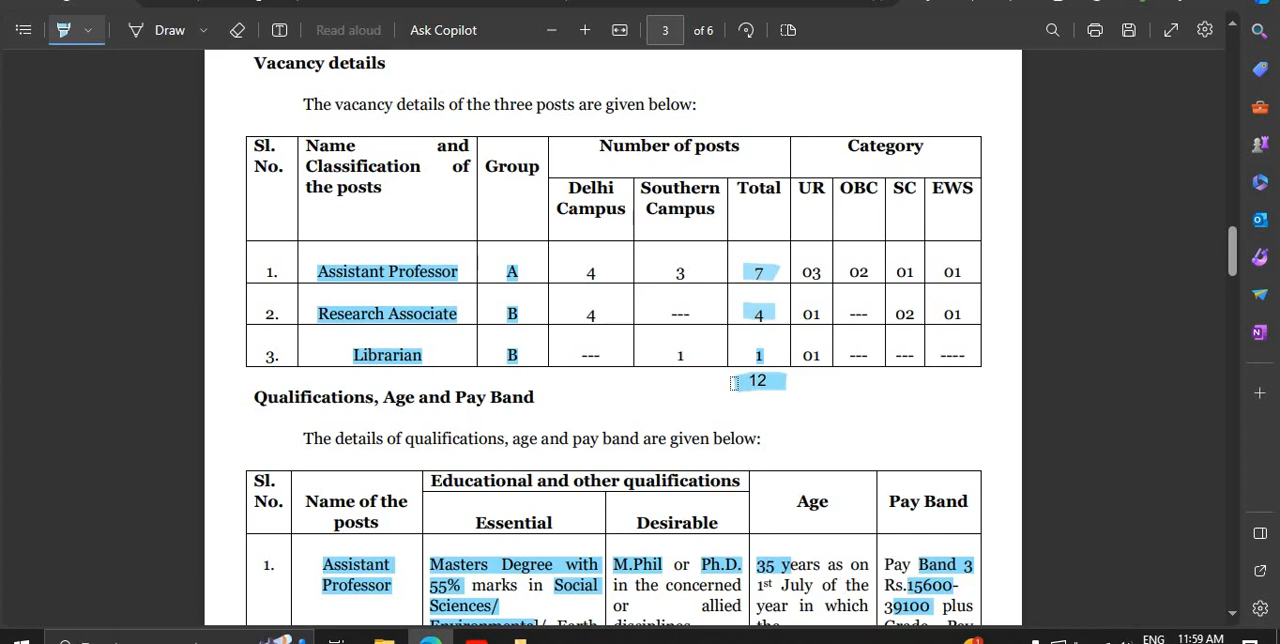 Draw
Read aloud
Ask Copilot
3
of 6
Vacancy details
The vacancy details of the three posts are given below:
Sl. No.
Name and Classification of the posts
Group
Number of posts
Category
Delhi Campus
Southern Campus
Total
UR
OBC
SC
EWS
1. Assistant Professor A 4 3 7 03 02 01 01
2. Research Associate B 4 --- 4 01 --- 02 01
3. Librarian B --- 1 1 01 --- --- ----
12
Qualifications, Age and Pay Band
The details of qualifications, age and pay band are given below:
Sl. No.
Name of the posts
Educational and other qualifications
Essential
Desirable
Age
Pay Band
1.
Assistant Professor
Masters Degree with
55% marks in Social
Sciences/
M.Phil or Ph.D.
in the concerned
or allied
35 years as on
1st July of the
year in which
Pay Band 3
Rs.15600-
39100 plus
ENG
11:59 AM